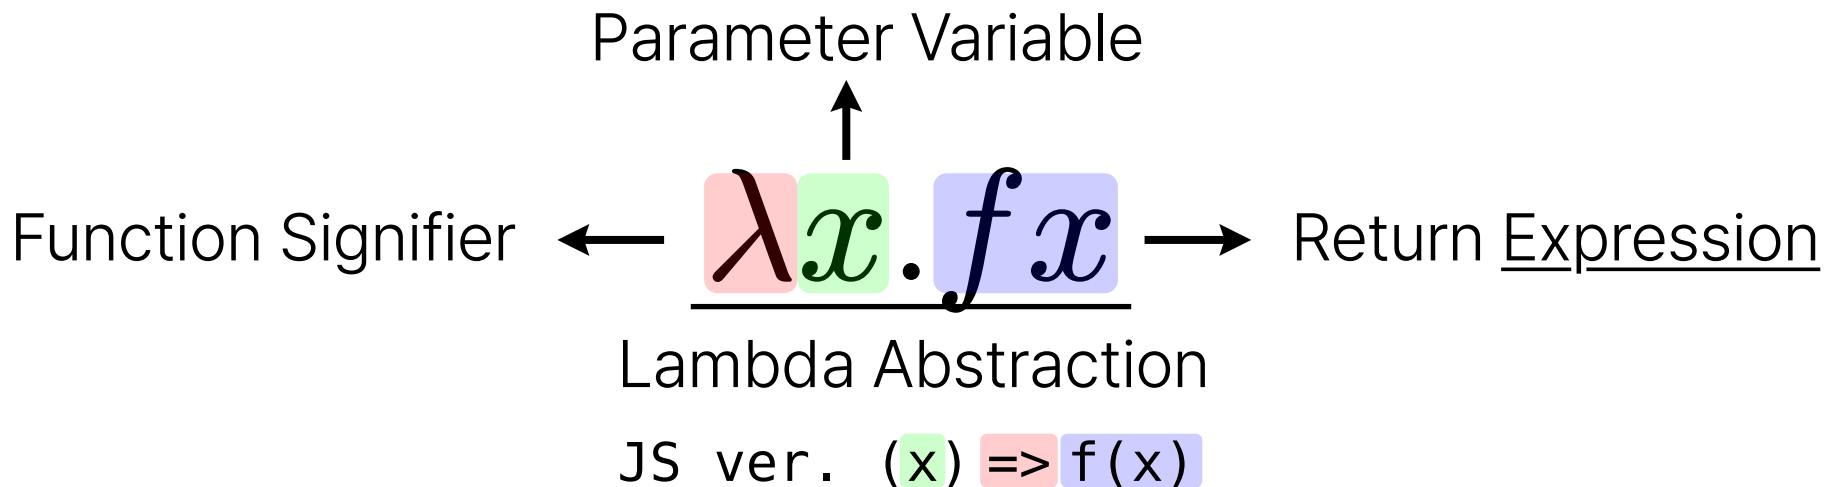 Parameter Variable
Function Signifier
λx.fx
Return Expression
Lambda Abstraction
JS ver. (x) => f(x)